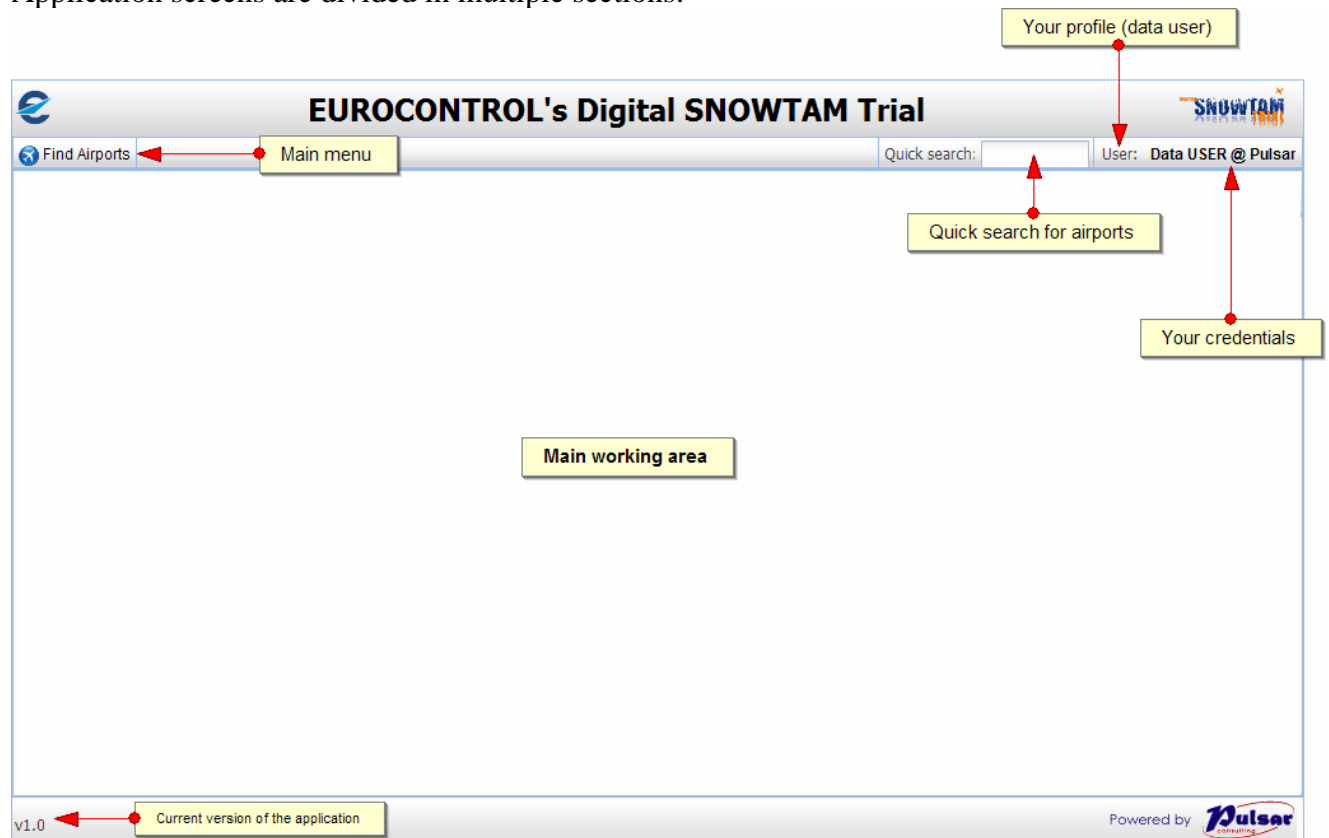 Application screens are divided in multiple sections:
Your profile (data user)
EUROCONTROL's Digital SNOWTAM Trial
SNOWTAM
Find Airports
Main menu
Quick search:
User: Data USER @ Pulsar
Quick search for airports
Your credentials
Main working area
v1.0
Current version of the application
Powered by Pulsar
consulting